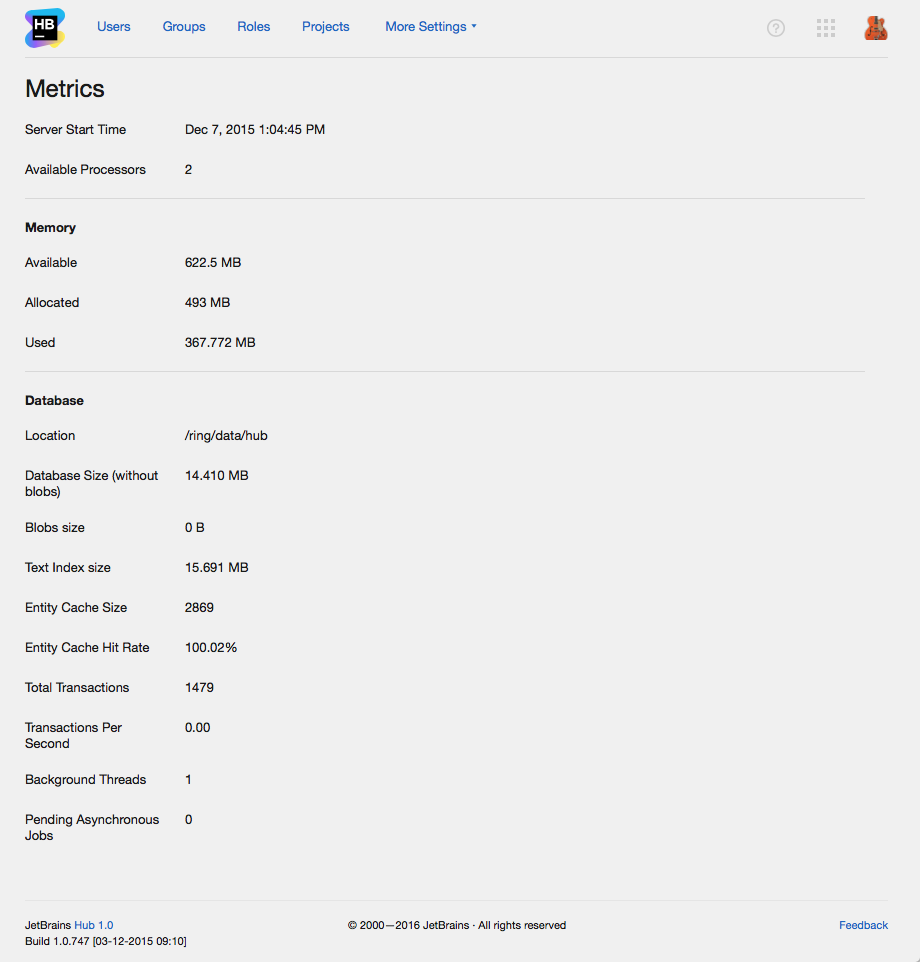 HB
Users Groups Roles Projects More Settings
?
Metrics
Server Start Time Dec 7, 2015 1:04:45 PM
Available Processors 2
Memory
Available 622.5 MB
Allocated 493 MB
Used 367.772 MB
Database
Location /ring/data/hub
Database Size (without 14.410 MB
blobs)
Blobs size 0 B
Text Index size 15.691 MB
Entity Cache Size 2869
Entity Cache Hit Rate 100.02%
Total Transactions 1479
Transactions Per 0.00
Second
Background Threads 1
Pending Asynchronous 0
Jobs
JetBrains Hub 1.0 © 2000—2016 JetBrains · All rights reserved Feedback
Build 1.0.747 [03-12-2015 09:10]